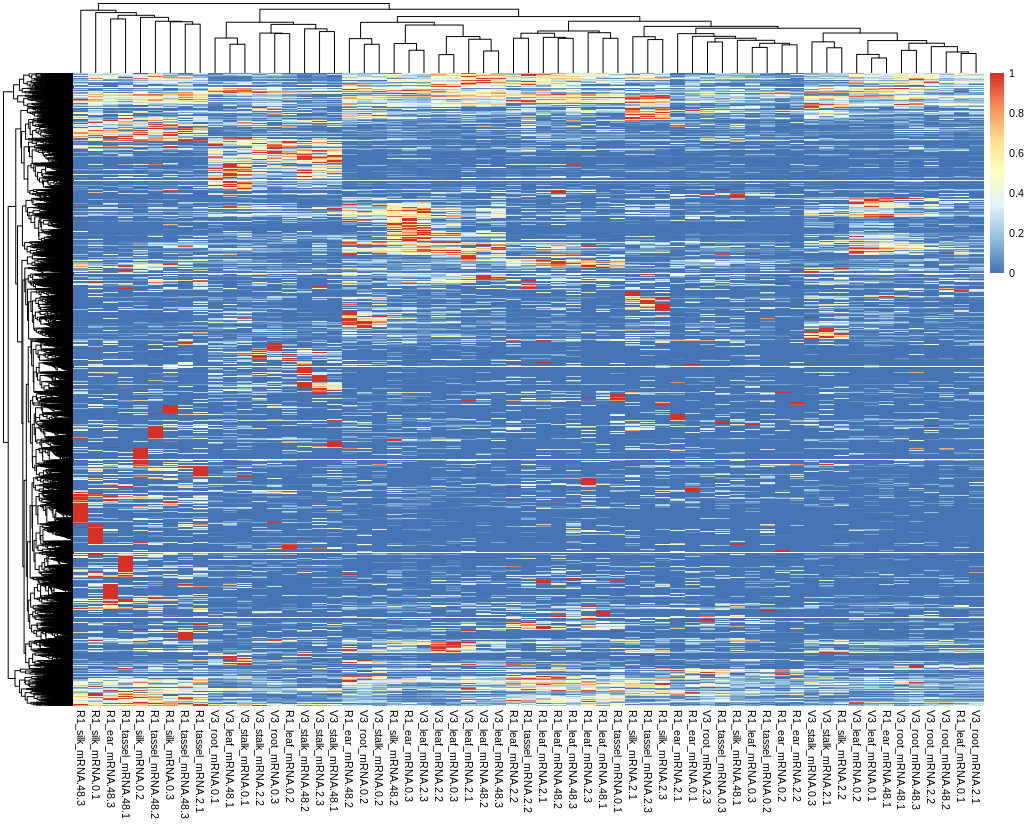 1
0.8
0.6
0.4
0.2
0
R1_silk_mRNA.48.3
R1_silk_mRNA.0.1
R1_ear_mRNA.48.3
R1_tassel_mRNA.48.1
R1_silk_mRNA.0.2
R1_tassel_mRNA.48.2
R1_silk_mRNA.0.3
R1_tassel_mRNA.48.3
R1_tassel_mRNA.2.1
V3_root_mRNA.0.1
V3_leaf_mRNA.48.1
V3_stalk_mRNA.0.1
V3_stalk_mRNA.2.2
V3_root_mRNA.0.3
R1_leaf_mRNA.0.2
V3_stalk_mRNA.48.2
V3_stalk_mRNA.2.3
V3_stalk_mRNA.48.1
R1_ear_mRNA.48.2
V3_stalk_mRNA.0.2
V3_root_mRNA.0.2
R1_silk_mRNA.48.2
R1_ear_mRNA.0.3
V3_leaf_mRNA.2.3
V3_leaf_mRNA.2.2
V3_leaf_mRNA.0.3
R1_leaf_mRNA.2.1
V3_leaf_mRNA.48.2
V3_leaf_mRNA.48.3
R1_leaf_mRNA.0.1
R1_tassel_mRNA.2.2
R1_leaf_mRNA.2.1
R1_leaf_mRNA.48.2
R1_leaf_mRNA.48.3
R1_leaf_mRNA.2.2
R1_leaf_mRNA.48.1
R1_tassel_mRNA.0.1
R1_silk_mRNA.2.1
R1_tassel_mRNA.2.3
R1_silk_mRNA.2.3
R1_ear_mRNA.0.1
R1_ear_mRNA.2.1
V3_root_mRNA.2.3
R1_tassel_mRNA.0.3
R1_silk_mRNA.48.1
R1_ear_mRNA.2.3
R1_tassel_mRNA.0.2
R1_ear_mRNA.0.2
R1_ear_mRNA.2.2
V3_stalk_mRNA.0.3
V3_stalk_mRNA.2.1
R1_silk_mRNA.2.2
V3_leaf_mRNA.0.2
V3_leaf_mRNA.0.1
R1_ear_mRNA.48.1
V3_root_mRNA.48.1
V3_root_mRNA.48.3
V3_root_mRNA.2.2
V3_root_mRNA.48.2
R1_leaf_mRNA.0.1
V3_root_mRNA.2.1